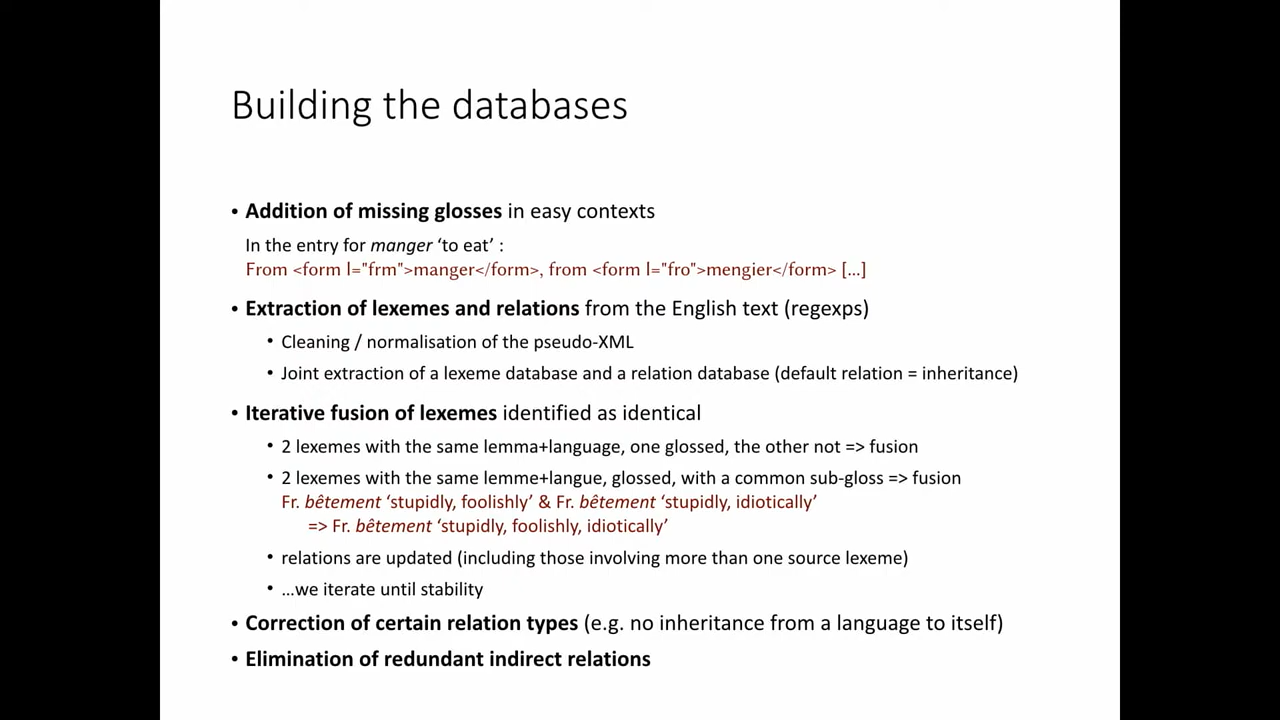 Building the databases
• Addition of missing glosses in easy contexts
In the entry for manger ‘to eat’ :
From <form l="frm">manger</form>, from <form l="fro">mengier</form> […]
• Extraction of lexemes and relations from the English text (regexps)
• Cleaning / normalisation of the pseudo-XML
• Joint extraction of a lexeme database and a relation database (default relation = inheritance)
• Iterative fusion of lexemes identified as identical
• 2 lexemes with the same lemma+language, one glossed, the other not => fusion
• 2 lexemes with the same lemme+langue, glossed, with a common sub-gloss => fusion
Fr. bêtement ‘stupidly, foolishly’ & Fr. bêtement ‘stupidly, idiotically’
=> Fr. bêtement ‘stupidly, foolishly, idiotically’
• relations are updated (including those involving more than one source lexeme)
• …we iterate until stability
• Correction of certain relation types (e.g. no inheritance from a language to itself)
• Elimination of redundant indirect relations